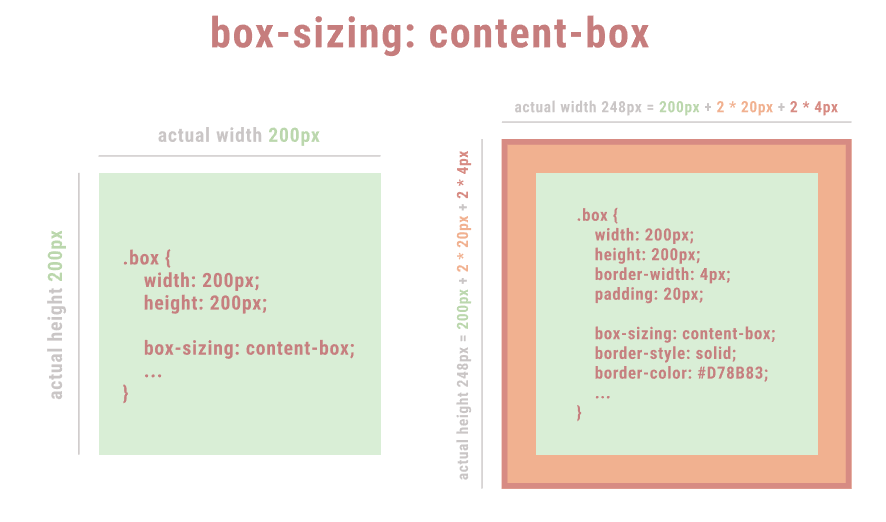 box-sizing: content-box
actual width 200px
actual height 200px
.box {
width: 200px;
height: 200px;
box-sizing: content-box;
...
}
actual width 248px = 200px + 2 * 20px + 2 * 4px
actual height 248px = 200px + 2 * 20px + 2 * 4px
.box {
width: 200px;
height: 200px;
border-width: 4px;
padding: 20px;
box-sizing: content-box;
border-style: solid;
border-color: #D78B83;
...
}